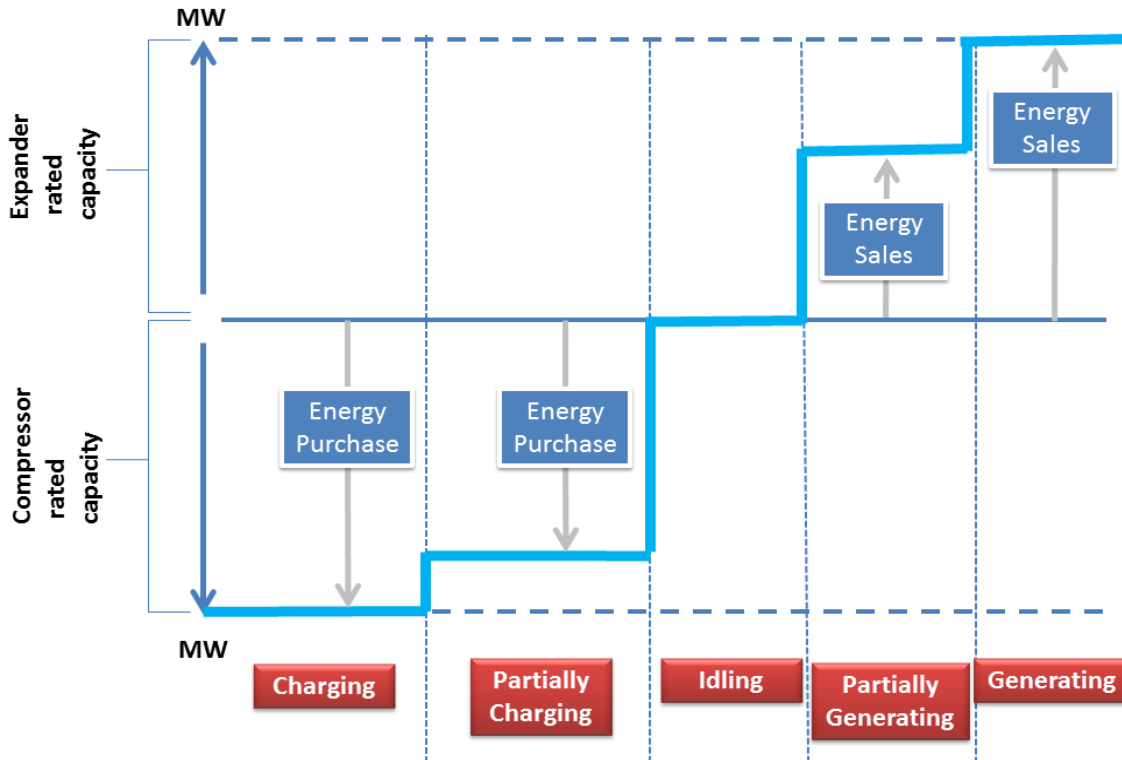 MW
Expander
rated
capacity
Energy
Sales
Energy
Sales
Compressor
rated
capacity
Energy
Purchase
Energy
Purchase
MW
Charging
Partially
Charging
Idling
Partially
Generating
Generating